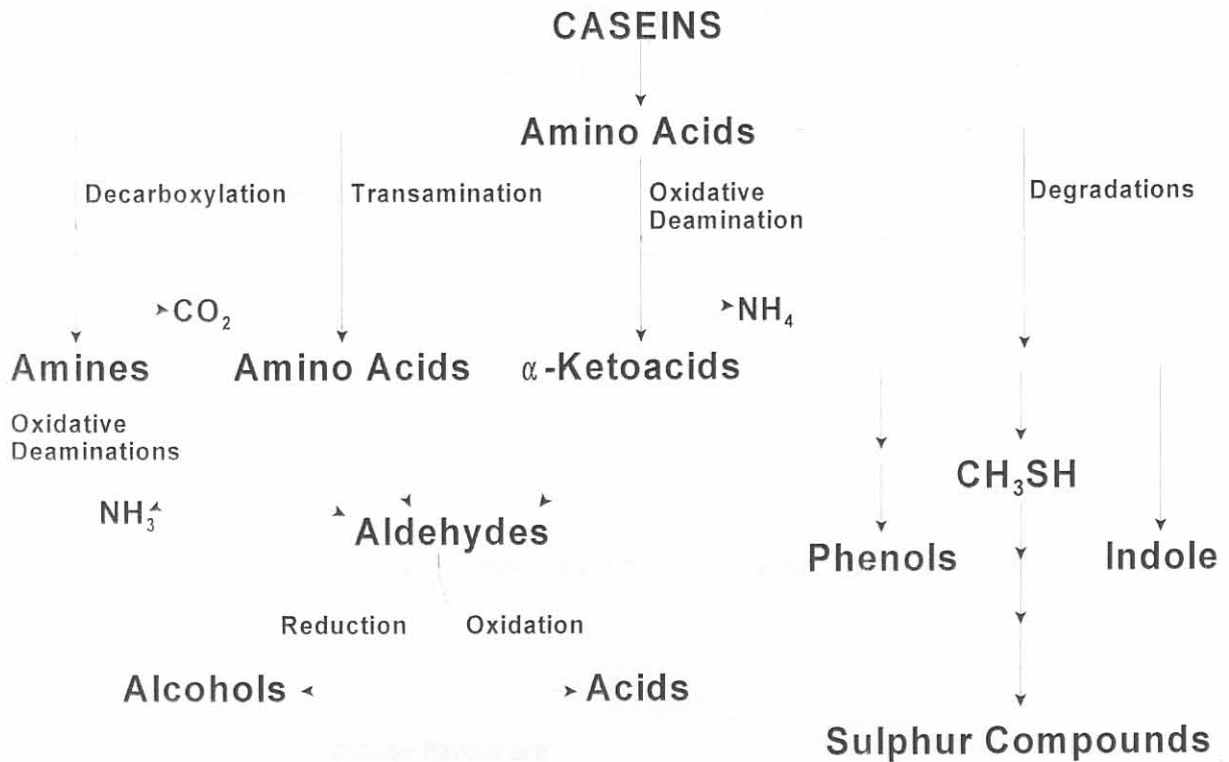 CASEINS
Amino Acids
Decarboxylation
Transamination
Oxidative
Deamination
Degradations
CO₂
NH₄
Amines
Amino Acids
α-Ketoacids
Oxidative
Deaminations
CH₃SH
NH₃
Aldehydes
Phenols
Indole
Reduction
Oxidation
Alcohols
Acids
Sulphur Compounds